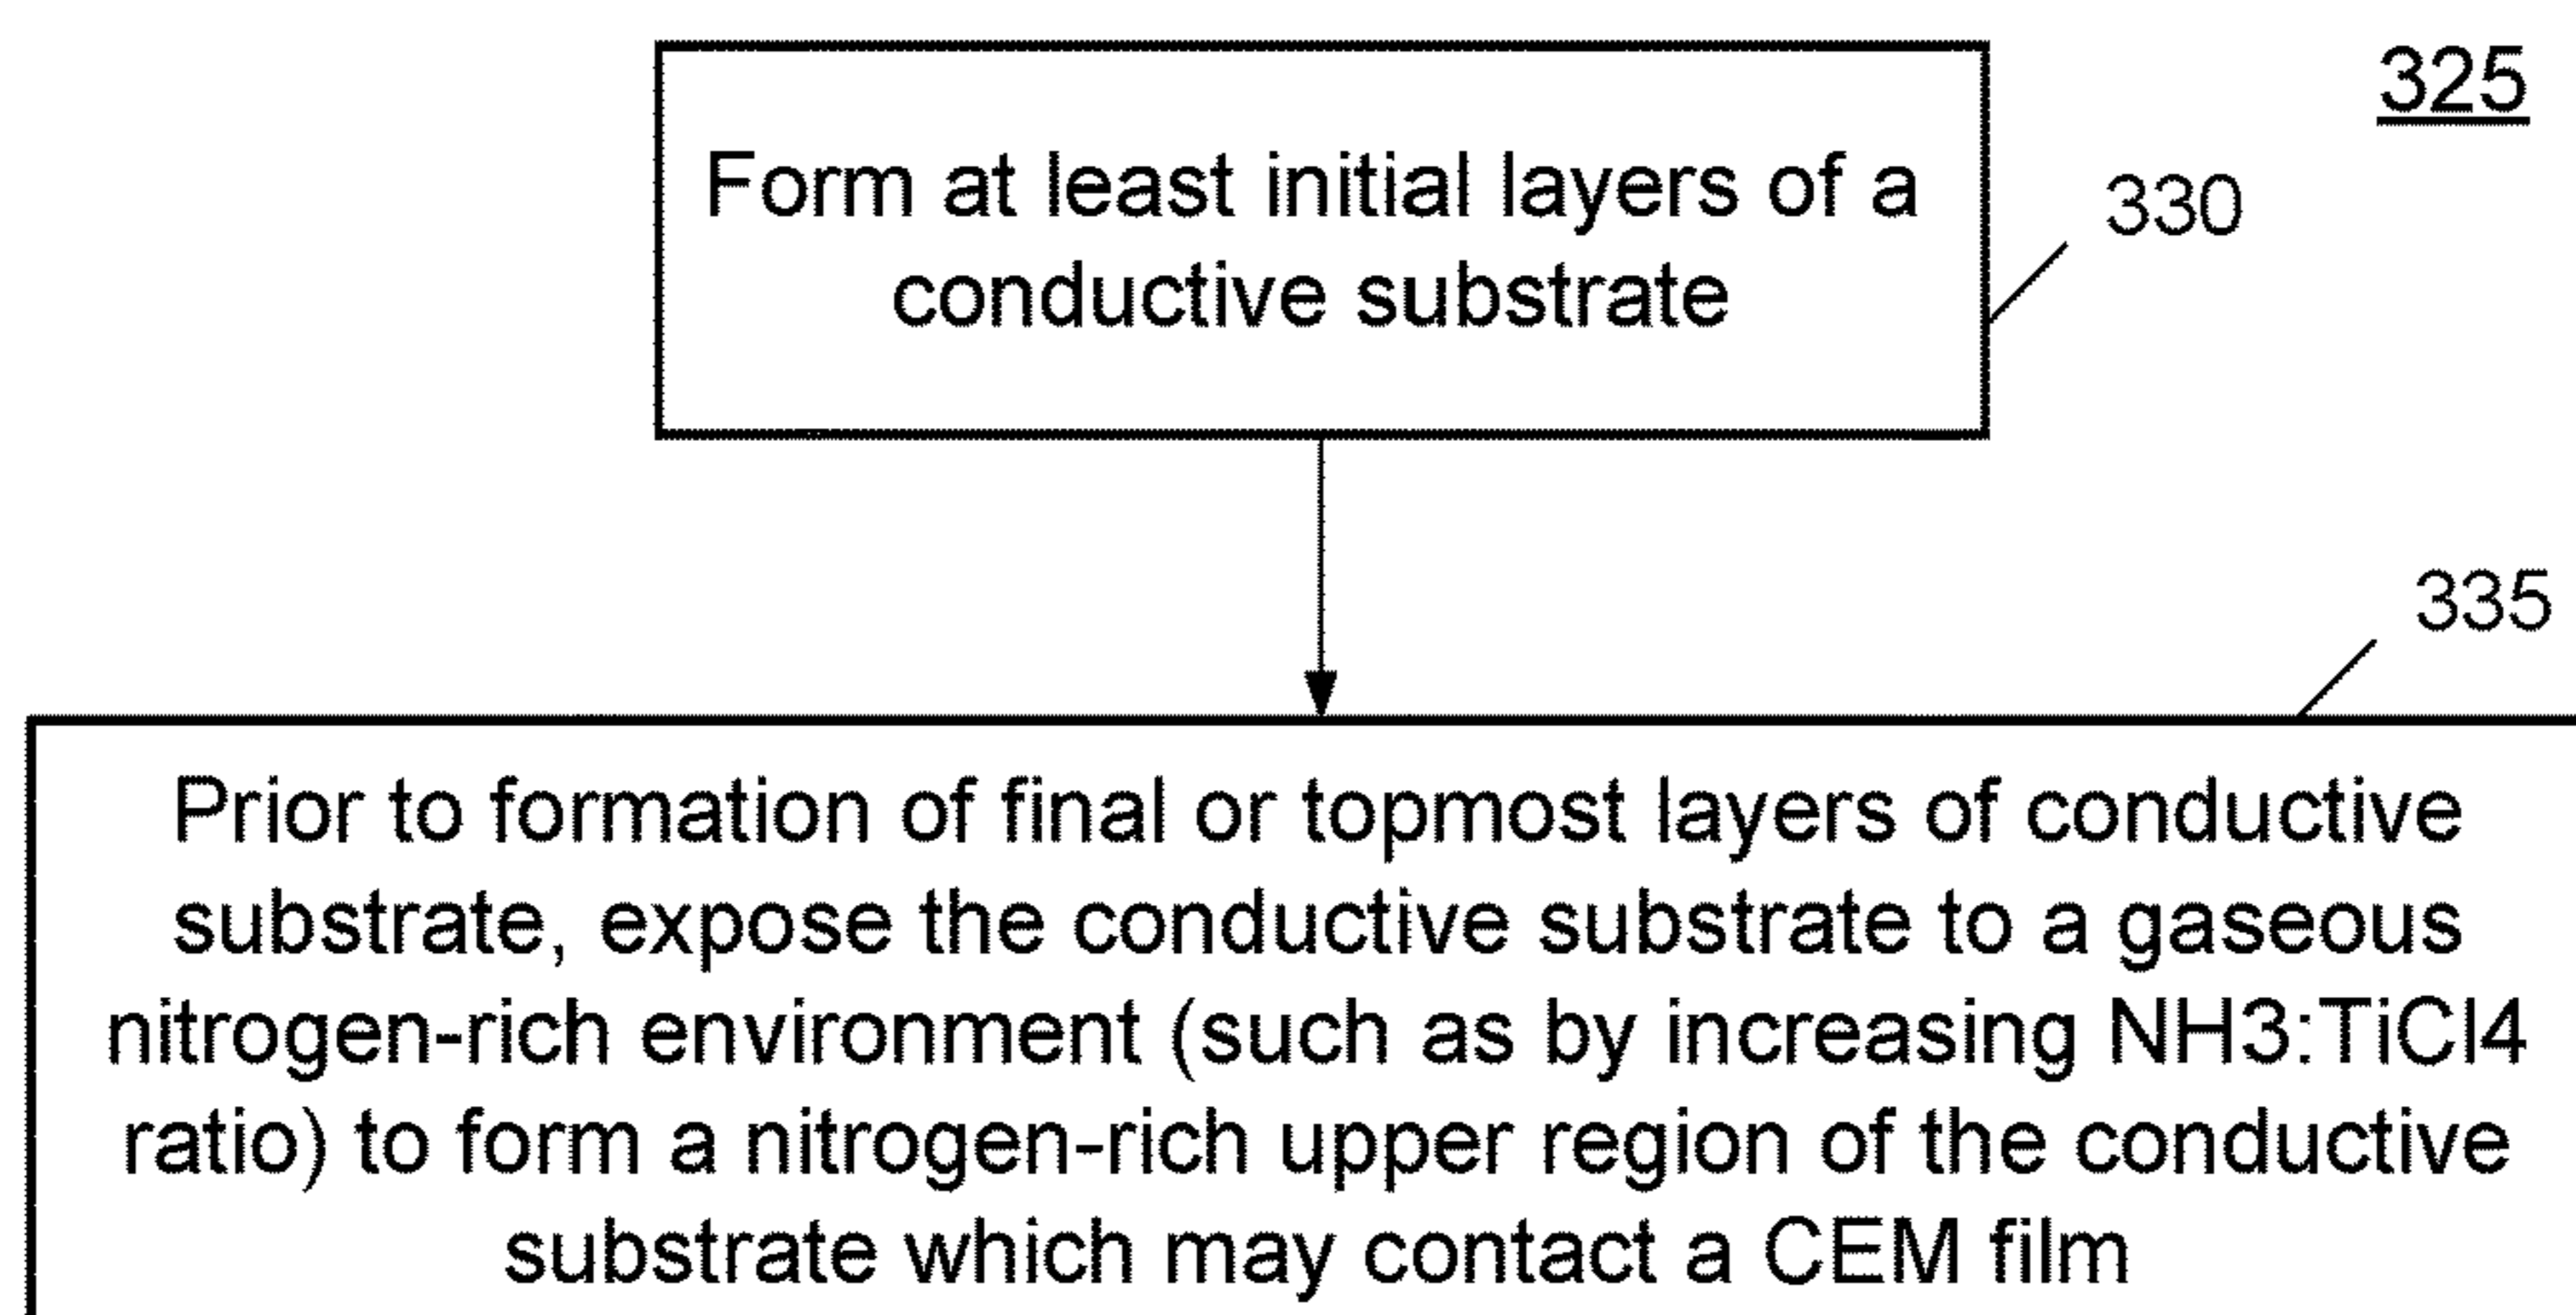 325
Form at least initial layers of a
conductive substrate
330
335
Prior to formation of final or topmost layers of conductive
substrate, expose the conductive substrate to a gaseous
nitrogen-rich environment (such as by increasing NH3:TiCl4
ratio) to form a nitrogen-rich upper region of the conductive
substrate which may contact a CEM film